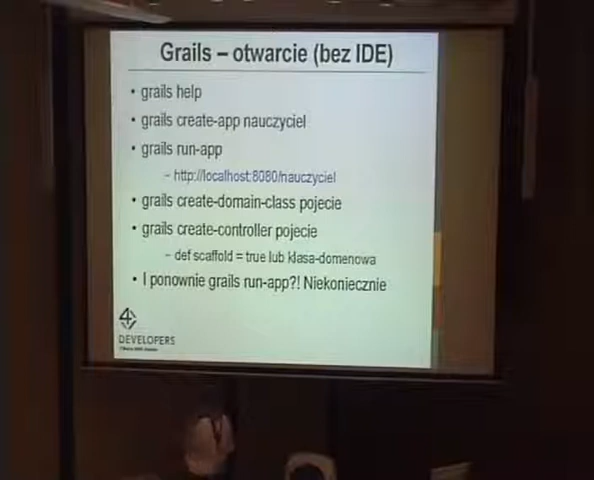 Grails – otwarcie (bez IDE)
• grails help
• grails create-app nauczyciel
• grails run-app
– http://localhost:8080/nauczyciel
• grails create-domain-class pojecie
• grails create-controller pojecie
– def scaffold = true lub klasa-domenowa
• I ponownie grails run-app?! Niekoniecznie
4
DEVELOPERS